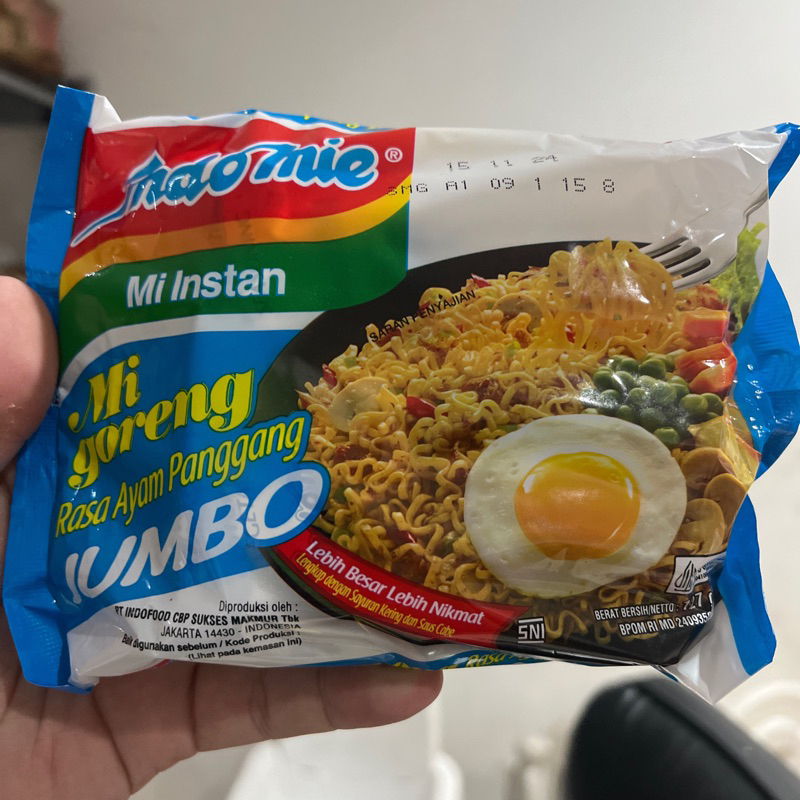 Indomie®
15 11 24
SMG A1 09 1 15 8
Mi Instan
SARAN PENYAJIAN
Mi
goreng
Rasa Ayam Panggang
JUMBO
Lebih Besar Lebih Nikmat
Lengkap dengan Sayuran Kering dan Saus Cabe
SNI
BERAT BERSIH/NETTO :
BPOM RI MD
Diproduksi oleh :
PT INDOFOOD CBP SUKSES MAKMUR Tbk
JAKARTA 14430 - INDONESIA
Baik digunakan sebelum / Kode Produksi :
(Lihat pada kemasan ini)